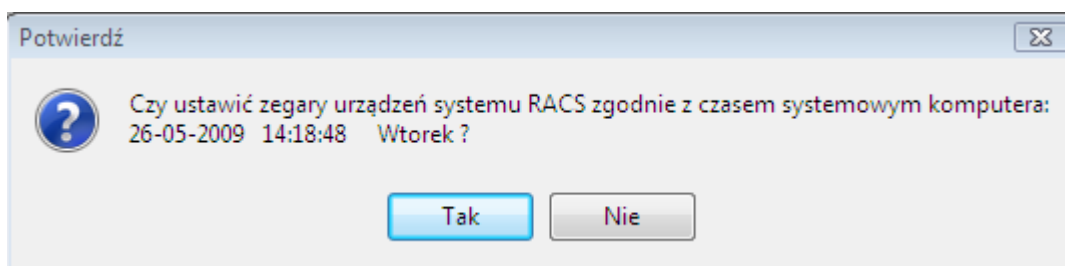 Potwierdź
Czy ustawić zegary urządzeń systemu RACS zgodnie z czasem systemowym komputera:
26-05-2009 14:18:48 Wtorek ?
Tak Nie